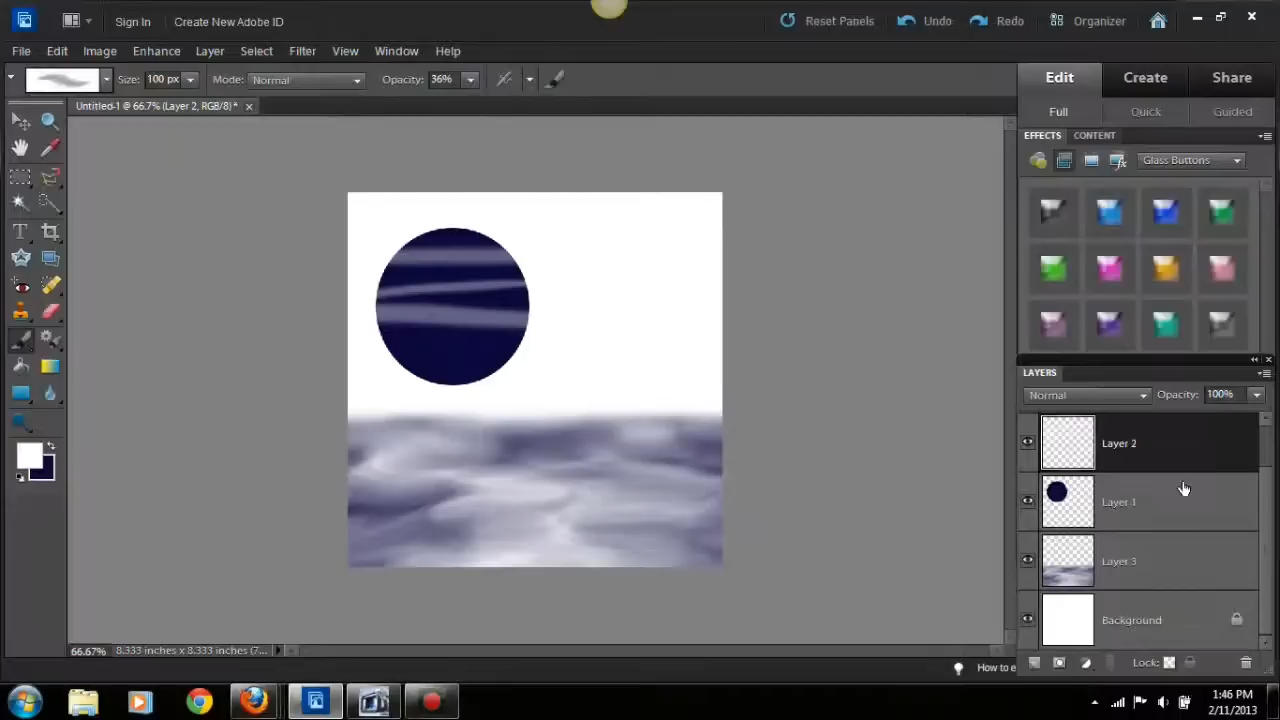 Sign In
Create New Adobe ID
Reset Panels
Undo
Redo
Organizer
File Edit Image Enhance Layer Select Filter View Window Help
Size: 100 px Mode: Normal Opacity: 36%
Edit Create Share
Untitled-1 @ 66.7% (Layer 2, RGB/8)* ×
Full Quick Guided
EFFECTS CONTENT
Glass Buttons
LAYERS
Normal Opacity: 100%
Layer 2
Layer 1
Layer 3
Background
66.67% 8.333 inches x 8.333 inches (7...
Lock:
How to e
1:46 PM
2/11/2013